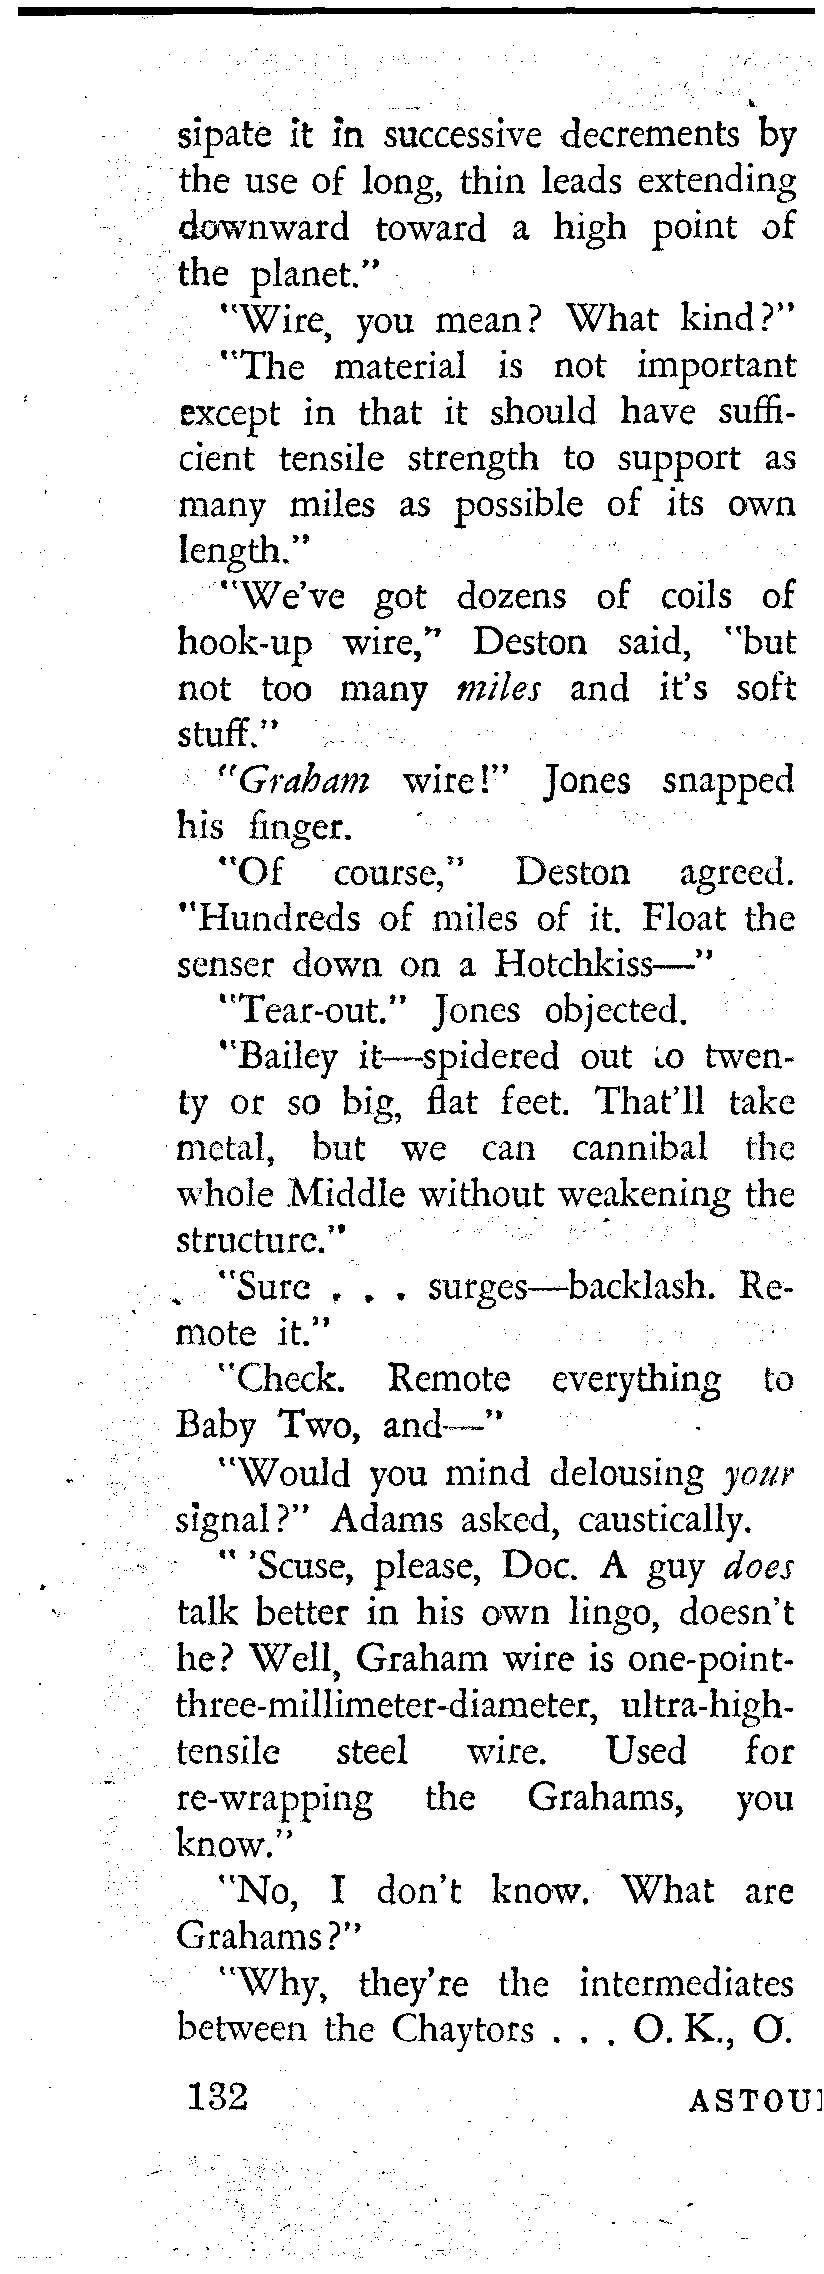 sipate it in successive decrements by
the use of long, thin leads extending
downward toward a high point of
the planet."
"Wire, you mean? What kind?"
"The material is not important
except in that it should have suffi-
cient tensile strength to support as
many miles as possible of its own
length."
"We've got dozens of coils of
hook-up wire," Deston said, "but
not too many miles and it's soft
stuff."
"Graham wire!" Jones snapped
his finger.
"Of course," Deston agreed.
"Hundreds of miles of it. Float the
senser down on a Hotchkiss—"
"Tear-out." Jones objected.
"Bailey it—spidered out to twen-
ty or so big, flat feet. That'll take
metal, but we can cannibal the
whole Middle without weakening the
structure."
"Sure . . . surges—backlash. Re-
mote it."
"Check. Remote everything to
Baby Two, and—"
"Would you mind delousing your
signal?" Adams asked, caustically.
" 'Scuse, please, Doc. A guy does
talk better in his own lingo, doesn't
he? Well, Graham wire is one-point-
three-millimeter-diameter, ultra-high-
tensile steel wire. Used for
re-wrapping the Grahams, you
know."
"No, I don't know. What are
Grahams?"
"Why, they're the intermediates
between the Chaytors . . . O. K., O.
132
ASTOU